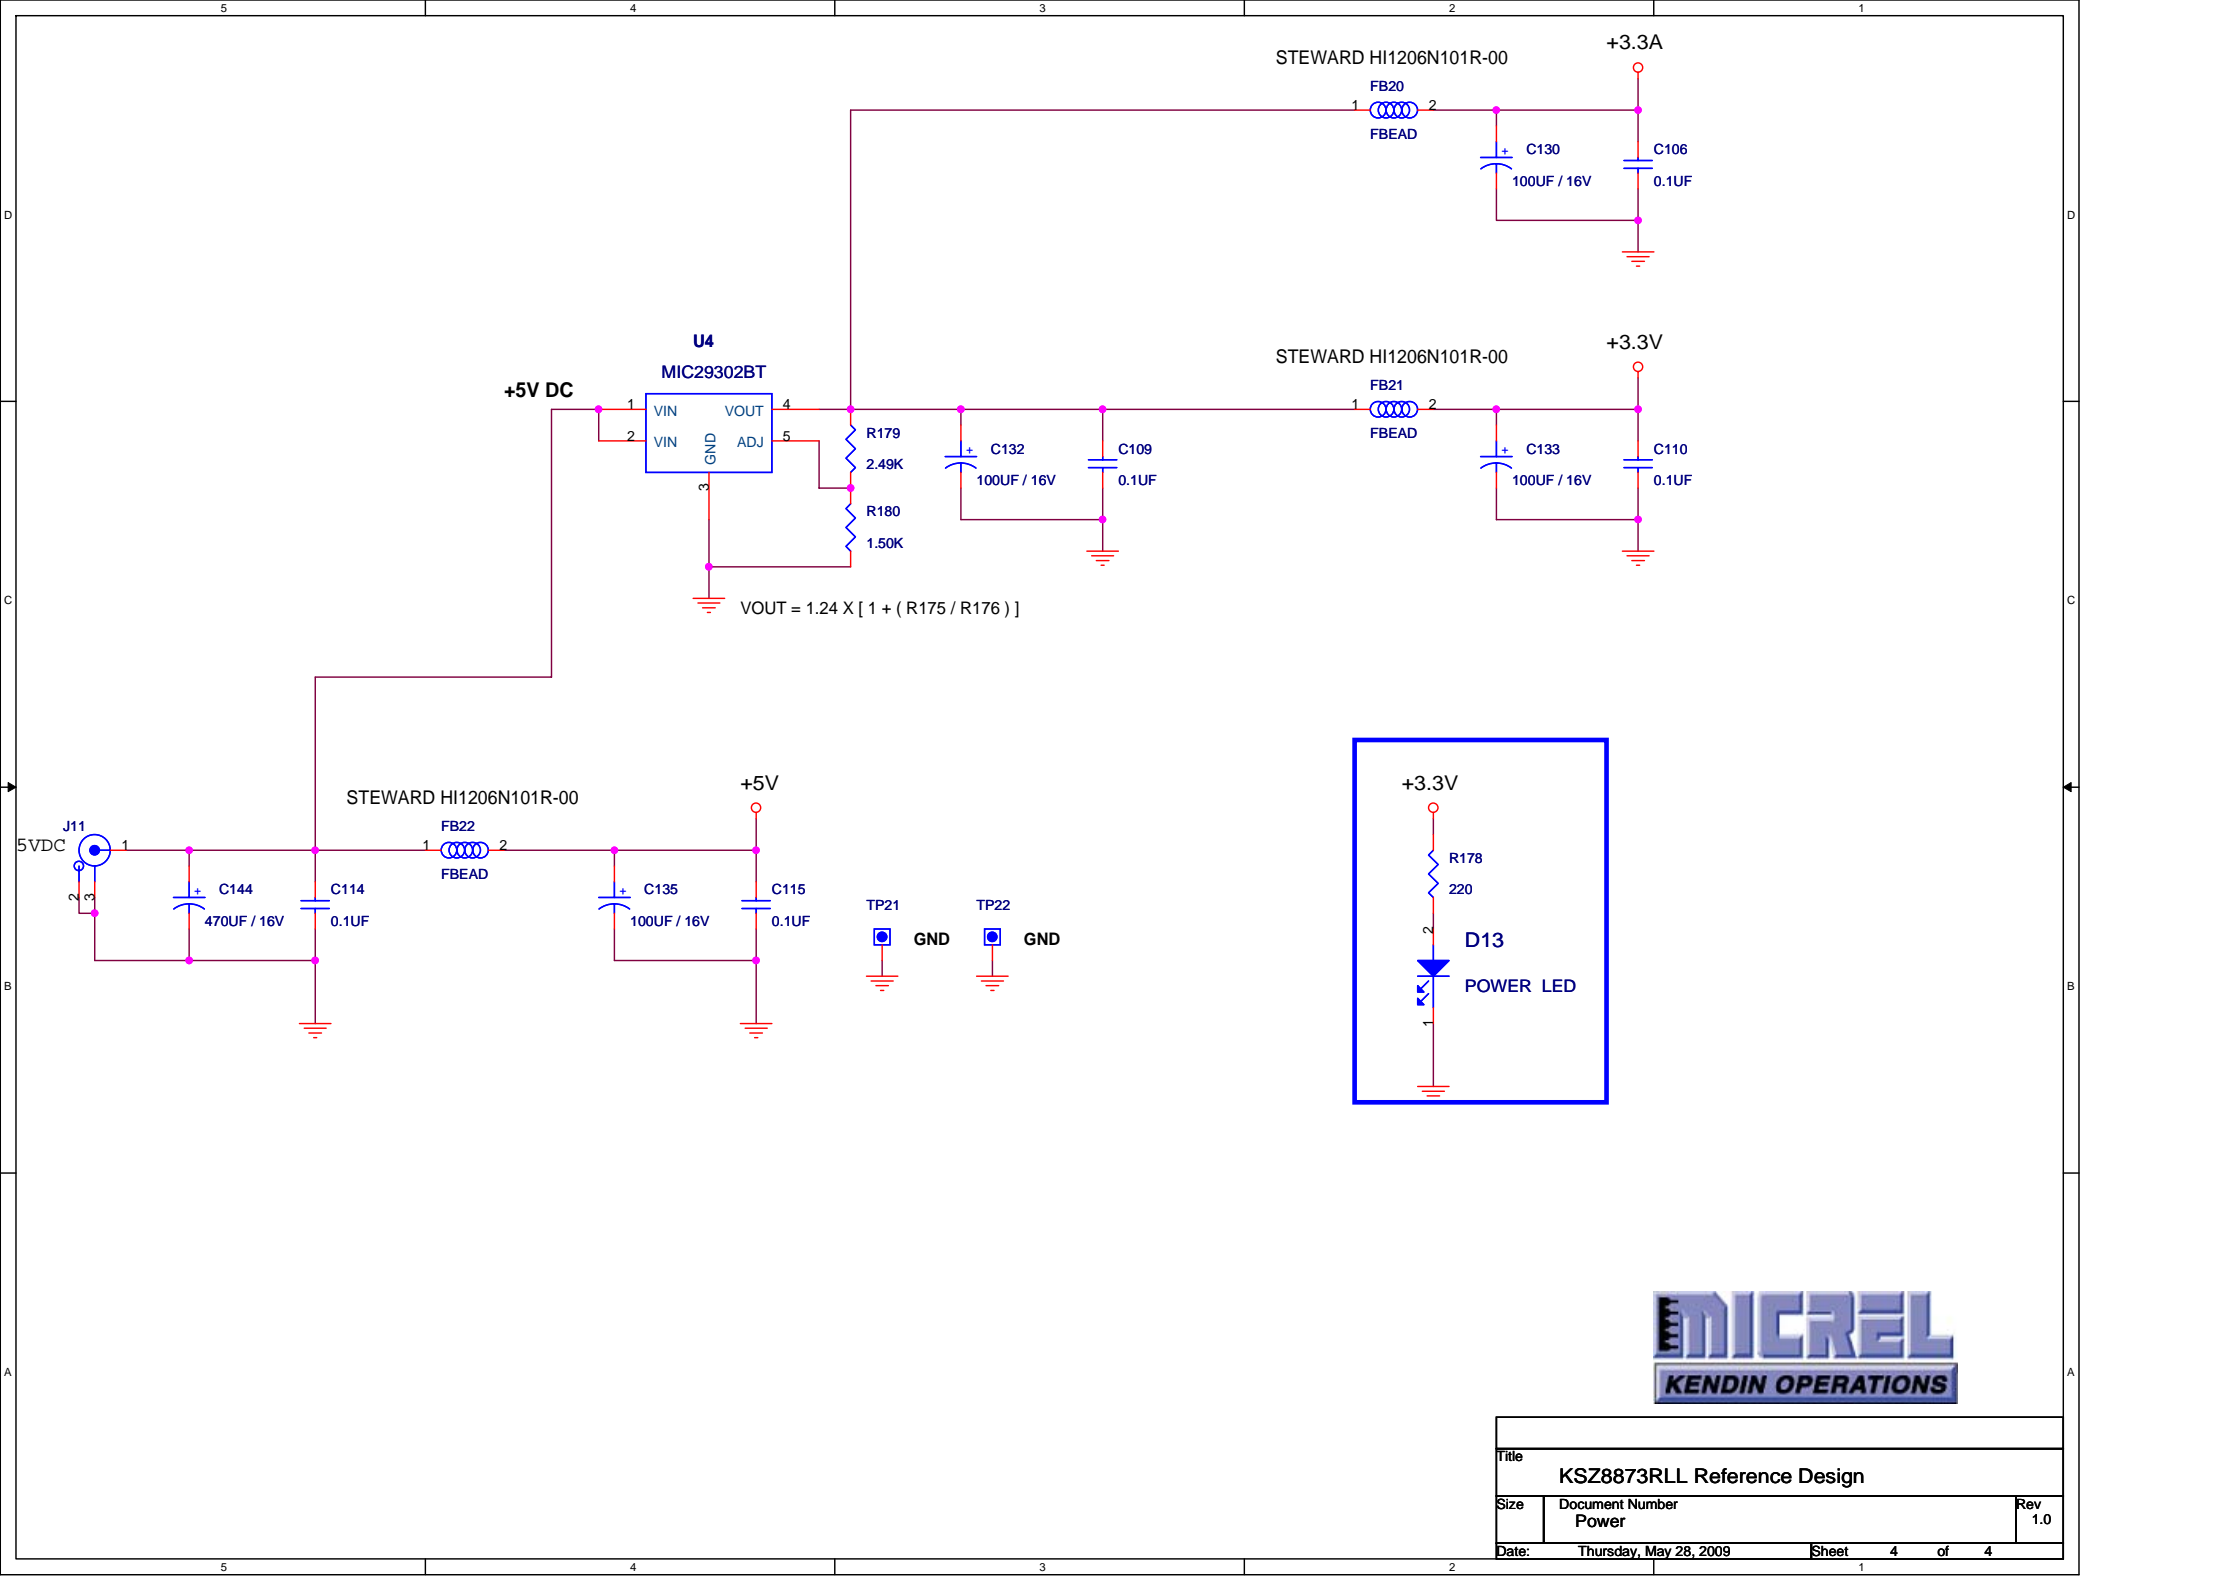 5 4 3 2 1
STEWARD HI1206N101R-00
+3.3A
FB20
1 2
FBEAD
C130
100UF / 16V
C106
0.1UF
D D
U4
MIC29302BT
+5V DC
1 VIN VOUT 4
2 VIN ADJ 5
GND
3
R179
2.49K
R180
1.50K
C132
100UF / 16V
C109
0.1UF
STEWARD HI1206N101R-00
+3.3V
FB21
1 2
FBEAD
C133
100UF / 16V
C110
0.1UF
C C
VOUT = 1.24 X [ 1 + ( R175 / R176 ) ]
STEWARD HI1206N101R-00
+5V
J11
5VDC
1
2
3
FB22
1 2
FBEAD
C144
470UF / 16V
C114
0.1UF
C135
100UF / 16V
C115
0.1UF
TP21
GND
TP22
GND
+3.3V
R178
220
2
D13
POWER LED
1
B B
MICREL
KENDIN OPERATIONS
A A
Title
KSZ8873RLL Reference Design
Size Document Number Rev
Power 1.0
Date: Thursday, May 28, 2009 Sheet 4 of 4
5 4 3 2 1